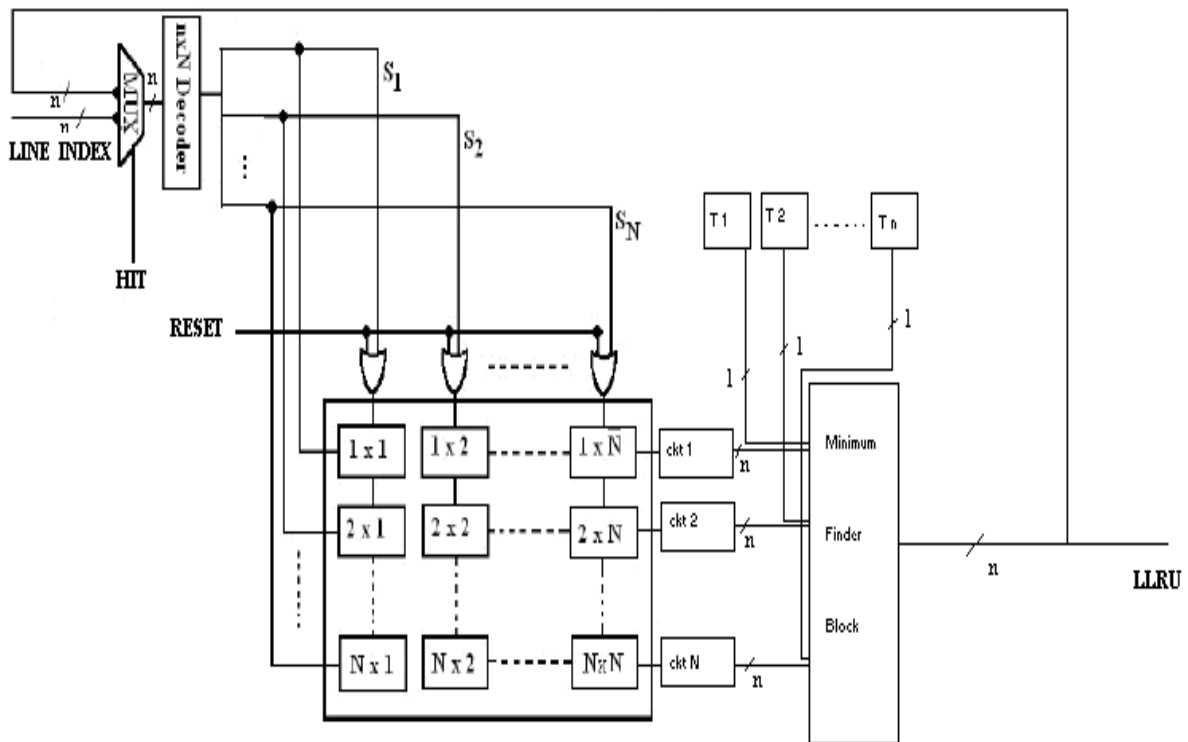 nxN Decoder
MUX
n
n
n
LINE INDEX
HIT
S1
S2
SN
RESET
T 1
T 2
T n
1
1
1
1 x 1
1 x 2
1 x N
ckt 1
n
2 x 1
2 x 2
2 x N
ckt 2
n
N x 1
N x 2
NxN
ckt N
n
Minimum
Finder
Block
n
LLRU